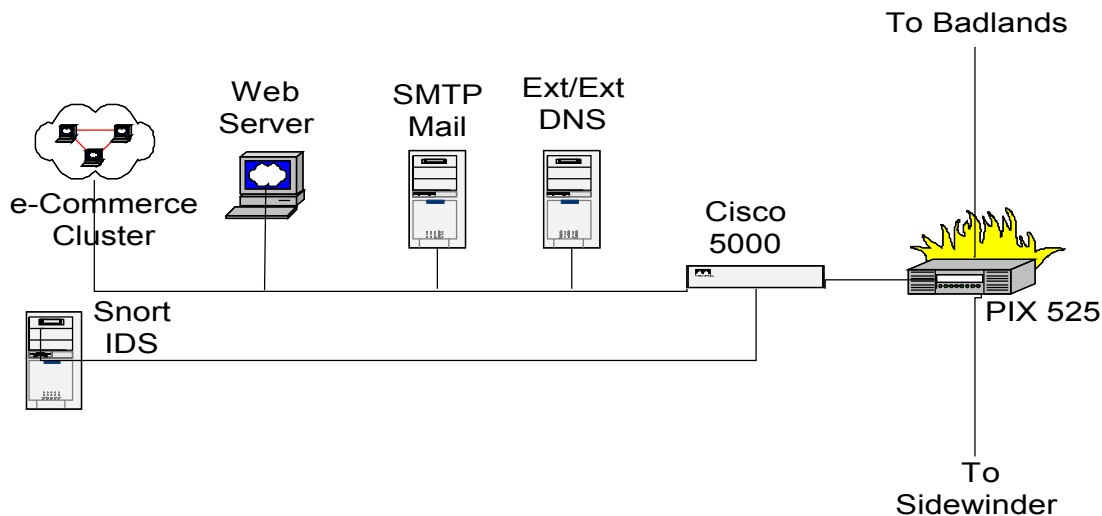 To Badlands
Web
Server
SMTP
Mail
Ext/Ext
DNS
e-Commerce
Cluster
Cisco
5000
PIX 525
Snort
IDS
To
Sidewinder